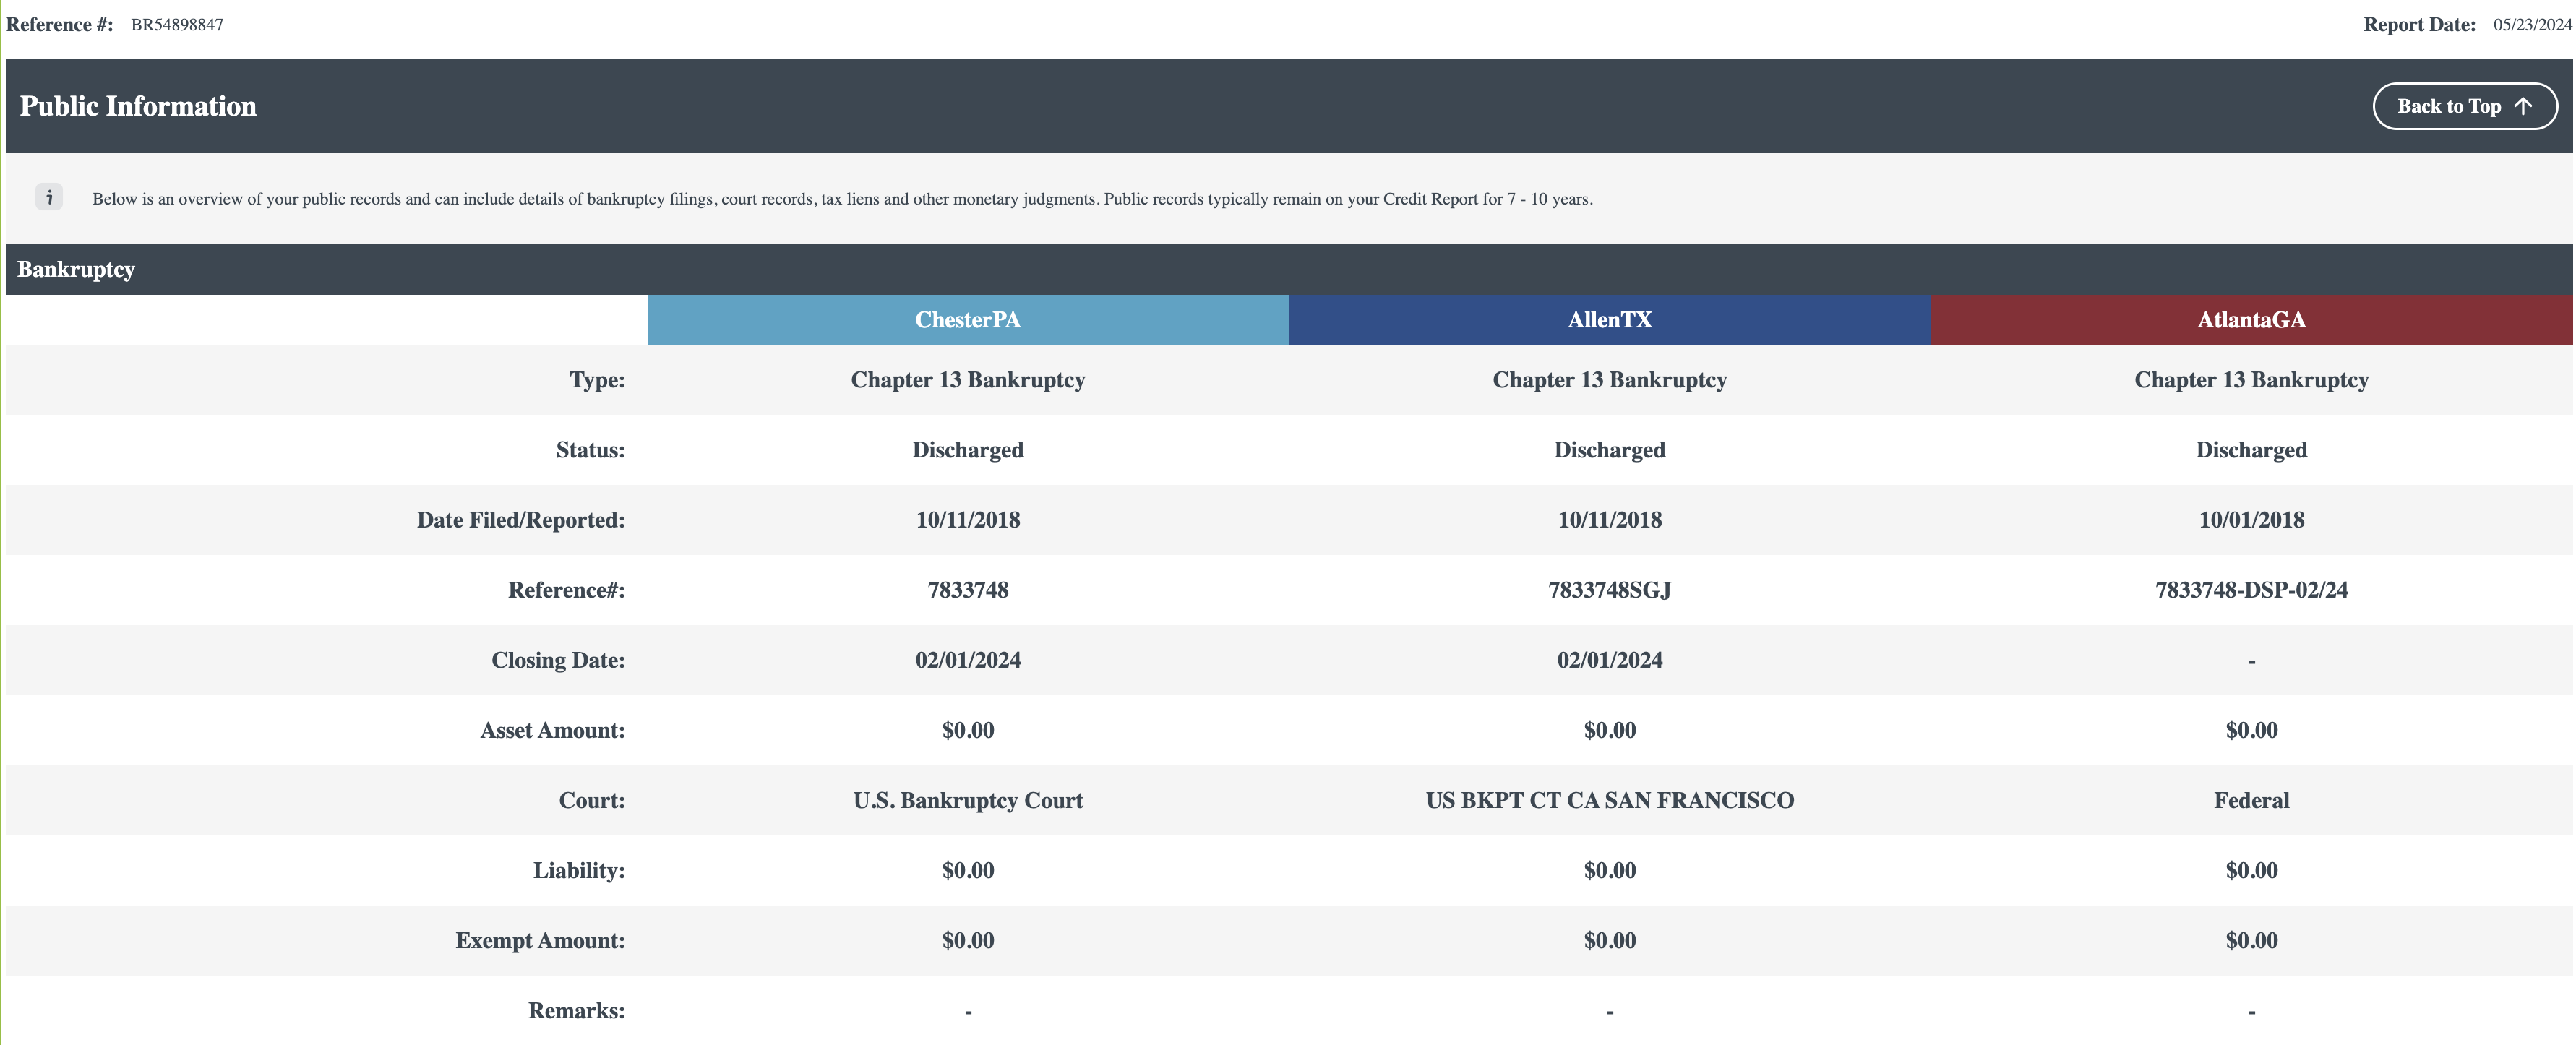 Reference #: BR54898847 Report Date: 05/23/2024
Public Information Back to Top ↑
i Below is an overview of your public records and can include details of bankruptcy filings, court records, tax liens and other monetary judgments. Public records typically remain on your Credit Report for 7 - 10 years.
Bankruptcy
ChesterPA AllenTX AtlantaGA
Type: Chapter 13 Bankruptcy Chapter 13 Bankruptcy Chapter 13 Bankruptcy
Status: Discharged Discharged Discharged
Date Filed/Reported: 10/11/2018 10/11/2018 10/01/2018
Reference#: 7833748 7833748SGJ 7833748-DSP-02/24
Closing Date: 02/01/2024 02/01/2024 -
Asset Amount: $0.00 $0.00 $0.00
Court: U.S. Bankruptcy Court US BKPT CT CA SAN FRANCISCO Federal
Liability: $0.00 $0.00 $0.00
Exempt Amount: $0.00 $0.00 $0.00
Remarks: - - -